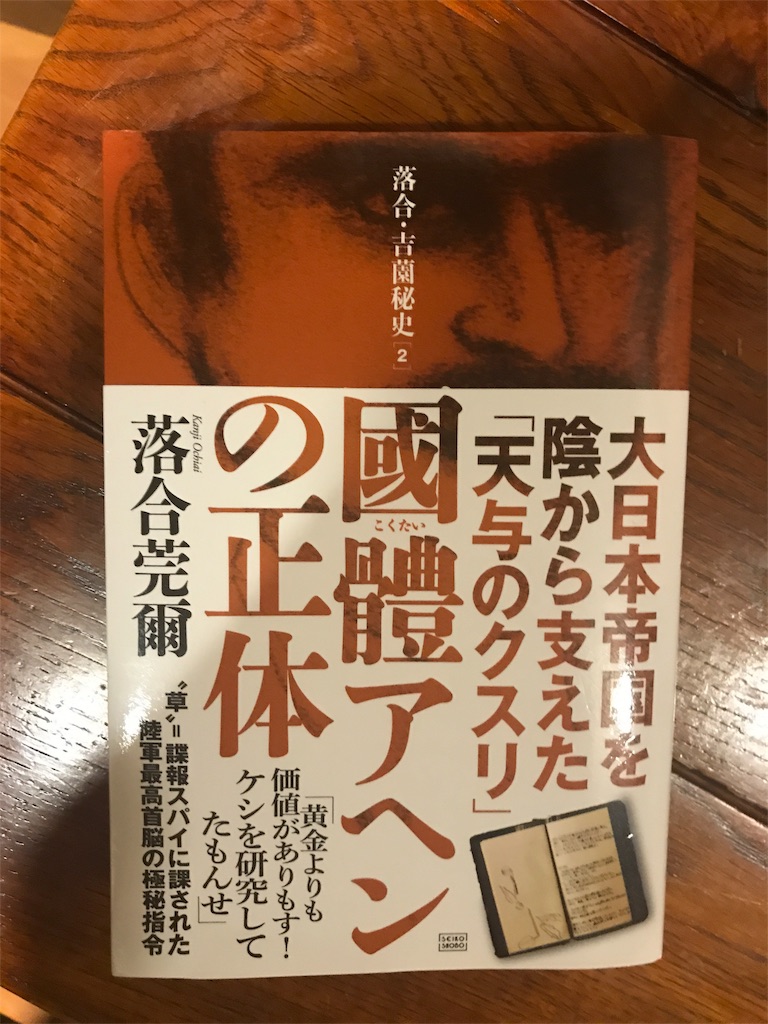 落合・吉薗秘史[2]
大日本帝国を
陰から支えた
「天与のクスリ」
國體アヘン
こくたい
の正体
Kanji Ochiai
落合莞爾
「黄金よりも
価値がありもす!
ケシを研究して
たもんせ」
〝草〟=諜報スパイに課された
陸軍最高首脳の極秘指令
SEIKO
SHOBO